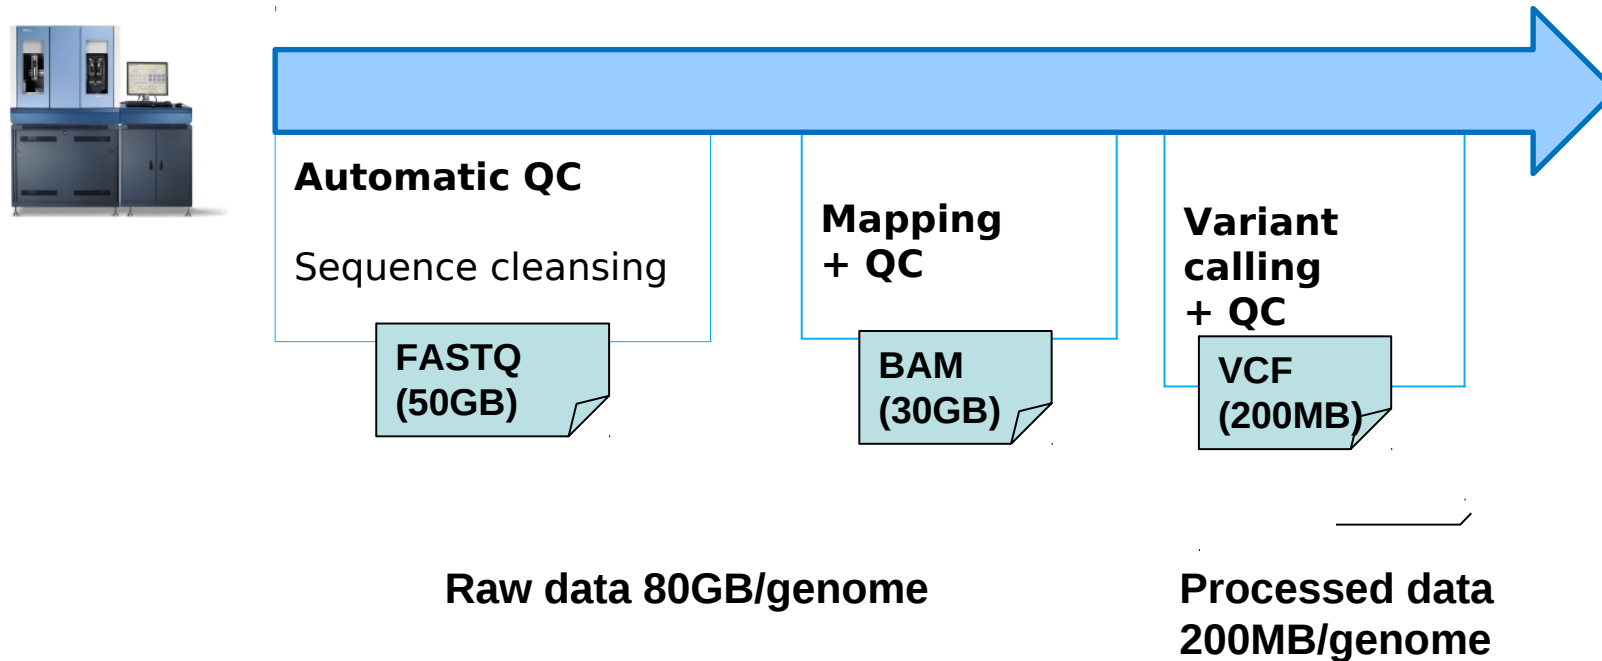 Automatic QC
Sequence cleansing
FASTQ
(50GB)
Mapping
+ QC
BAM
(30GB)
Variant
calling
+ QC
VCF
(200MB)
Raw data 80GB/genome
Processed data
200MB/genome